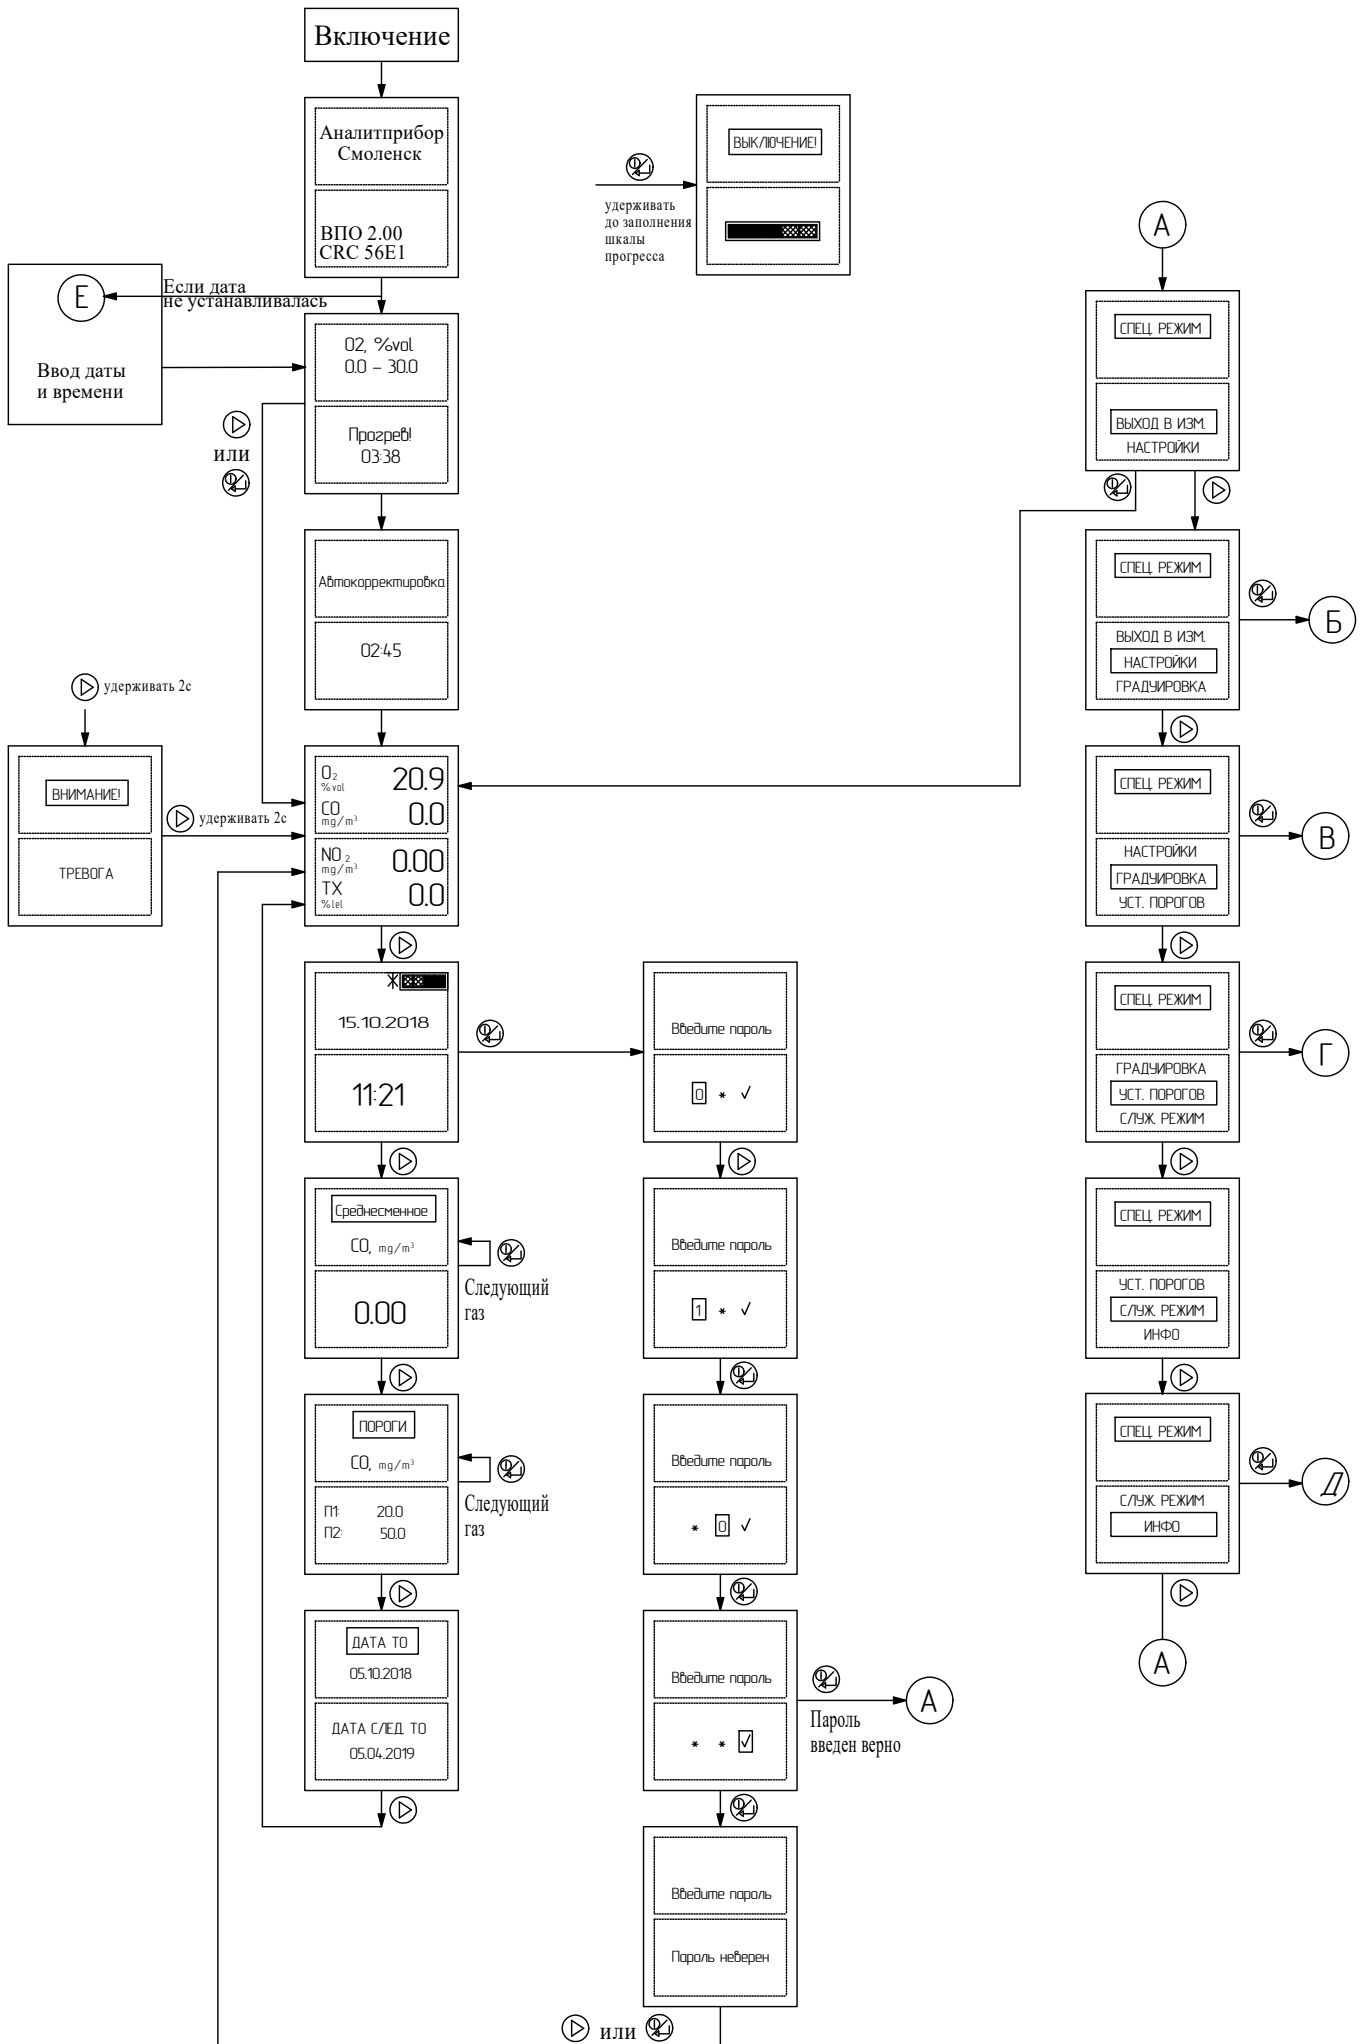 Включение
Аналитприбор
Смоленск
ВПО 2.00
CRC 56E1
Если дата
не устанавливалась
Е
Ввод даты
и времени
O2, %vol
0.0 – 30.0
Прогрев!
03:38
или
Автокорректировка
02:45
удерживать 2с
ВНИМАНИЕ!
ТРЕВОГА
удерживать 2с
O₂
%vol
20.9
CO
mg/m³
0.0
NO₂
mg/m³
0.00
TX
%lel
0.0
15.10.2018
11:21
Среднесменное
CO, mg/m³
0.00
Следующий
газ
ПОРОГИ
CO, mg/m³
П1: 20.0
П2: 50.0
Следующий
газ
ДАТА ТО
05.10.2018
ДАТА СЛЕД. ТО
05.04.2019
удерживать
до заполнения
шкалы
прогресса
ВЫКЛЮЧЕНИЕ!
Введите пароль
0 * ✓
Введите пароль
1 * ✓
Введите пароль
* 0 ✓
Введите пароль
* * ✓
Пароль
введен верно
А
Введите пароль
Пароль неверен
или
А
СПЕЦ. РЕЖИМ
ВЫХОД В ИЗМ.
НАСТРОЙКИ
СПЕЦ. РЕЖИМ
ВЫХОД В ИЗМ.
НАСТРОЙКИ
ГРАДУИРОВКА
Б
СПЕЦ. РЕЖИМ
НАСТРОЙКИ
ГРАДУИРОВКА
УСТ. ПОРОГОВ
В
СПЕЦ. РЕЖИМ
ГРАДУИРОВКА
УСТ. ПОРОГОВ
СЛУЖ. РЕЖИМ
Г
СПЕЦ. РЕЖИМ
УСТ. ПОРОГОВ
СЛУЖ. РЕЖИМ
ИНФО
СПЕЦ. РЕЖИМ
СЛУЖ. РЕЖИМ
ИНФО
Д
А